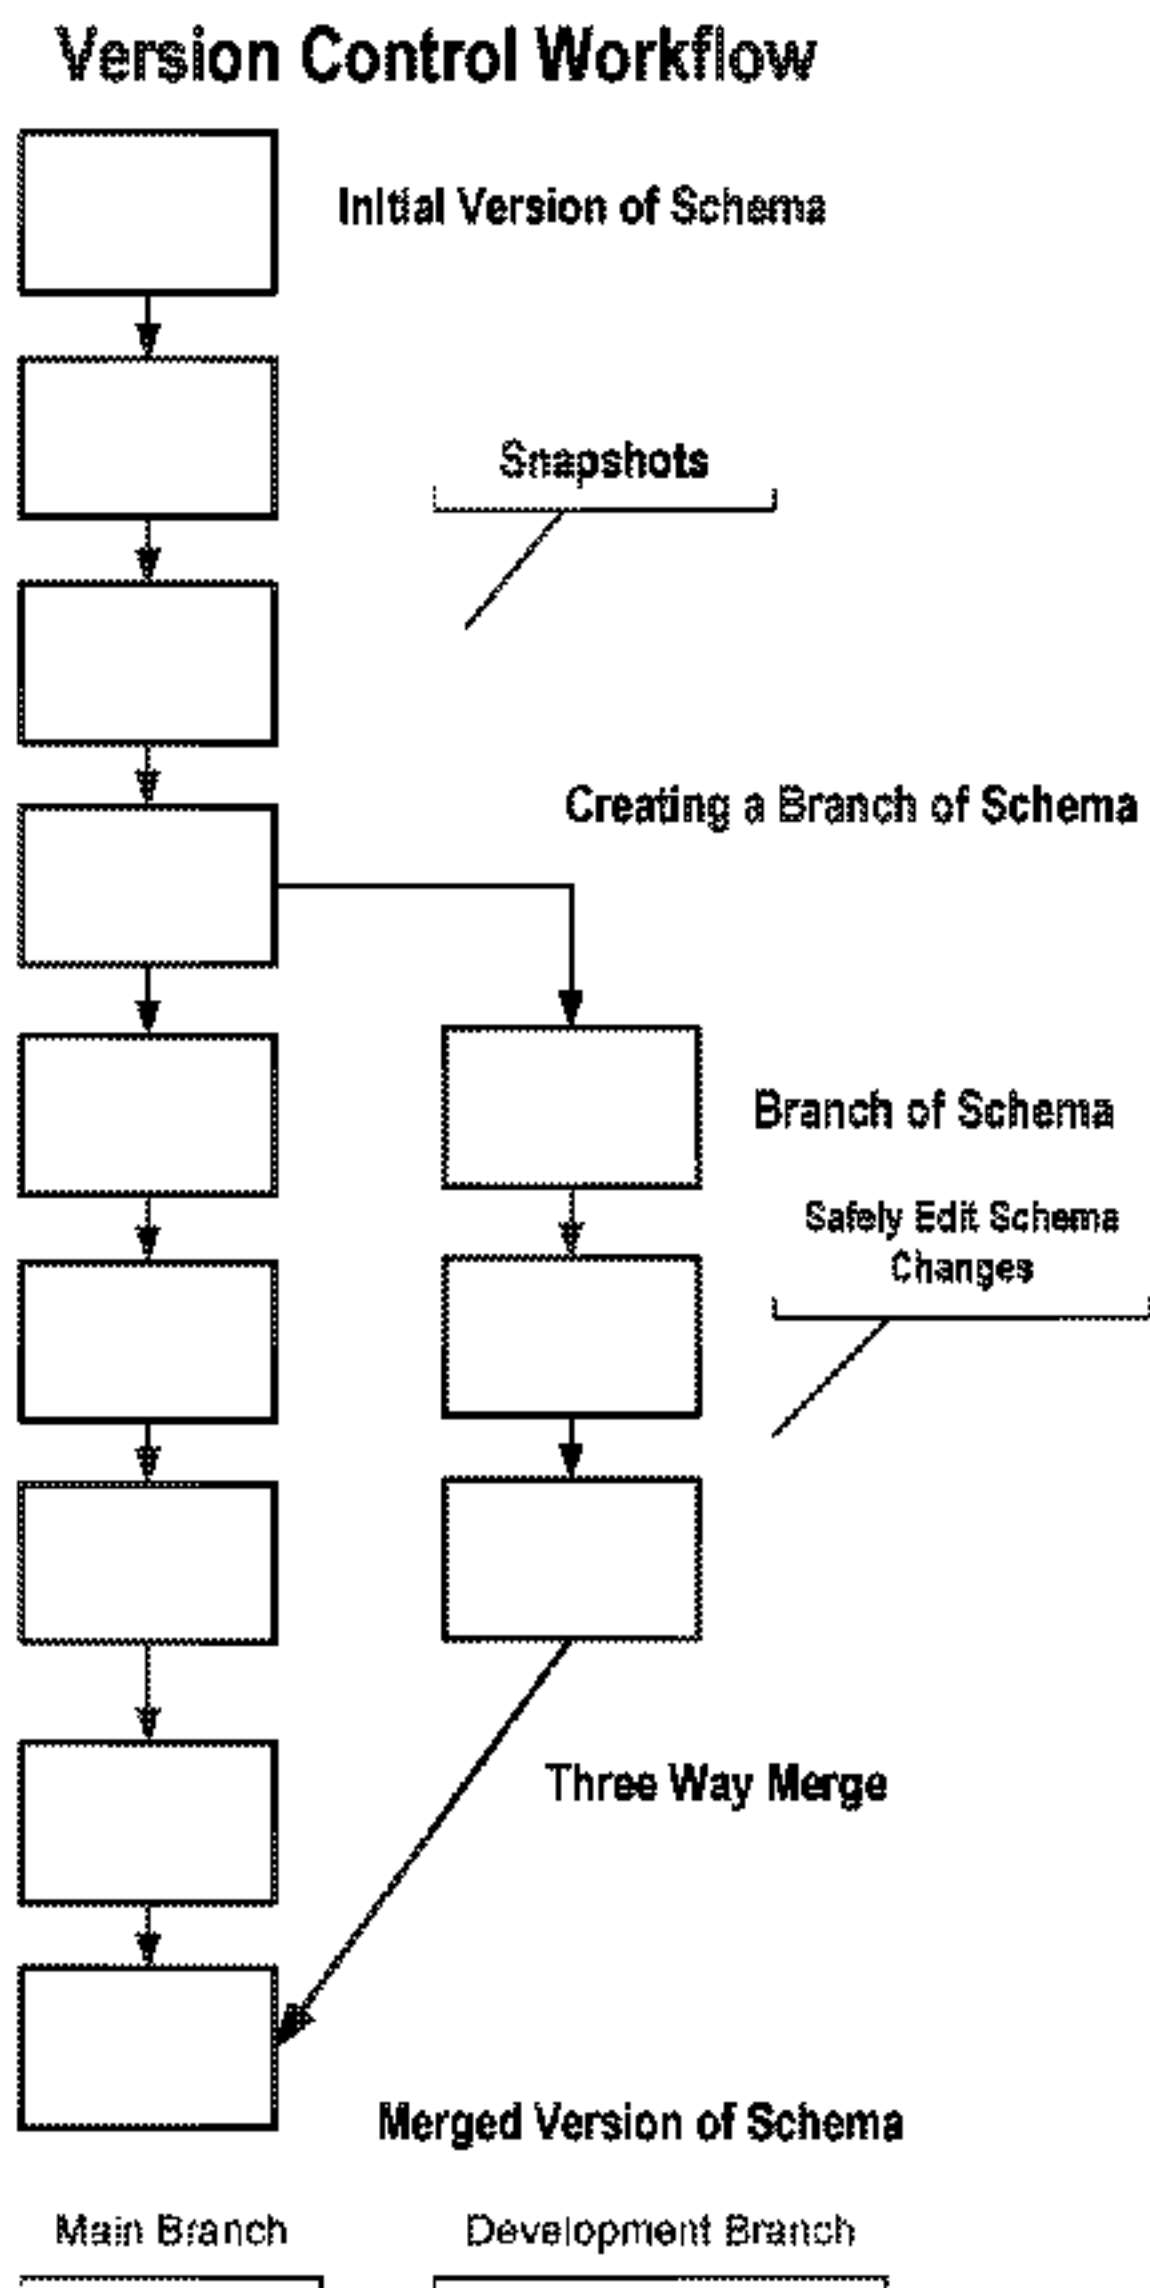 Version Control Workflow
Initial Version of Schema
Snapshots
Creating a Branch of Schema
Branch of Schema
Safely Edit Schema
Changes
Three Way Merge
Merged Version of Schema
Main Branch
Development Branch